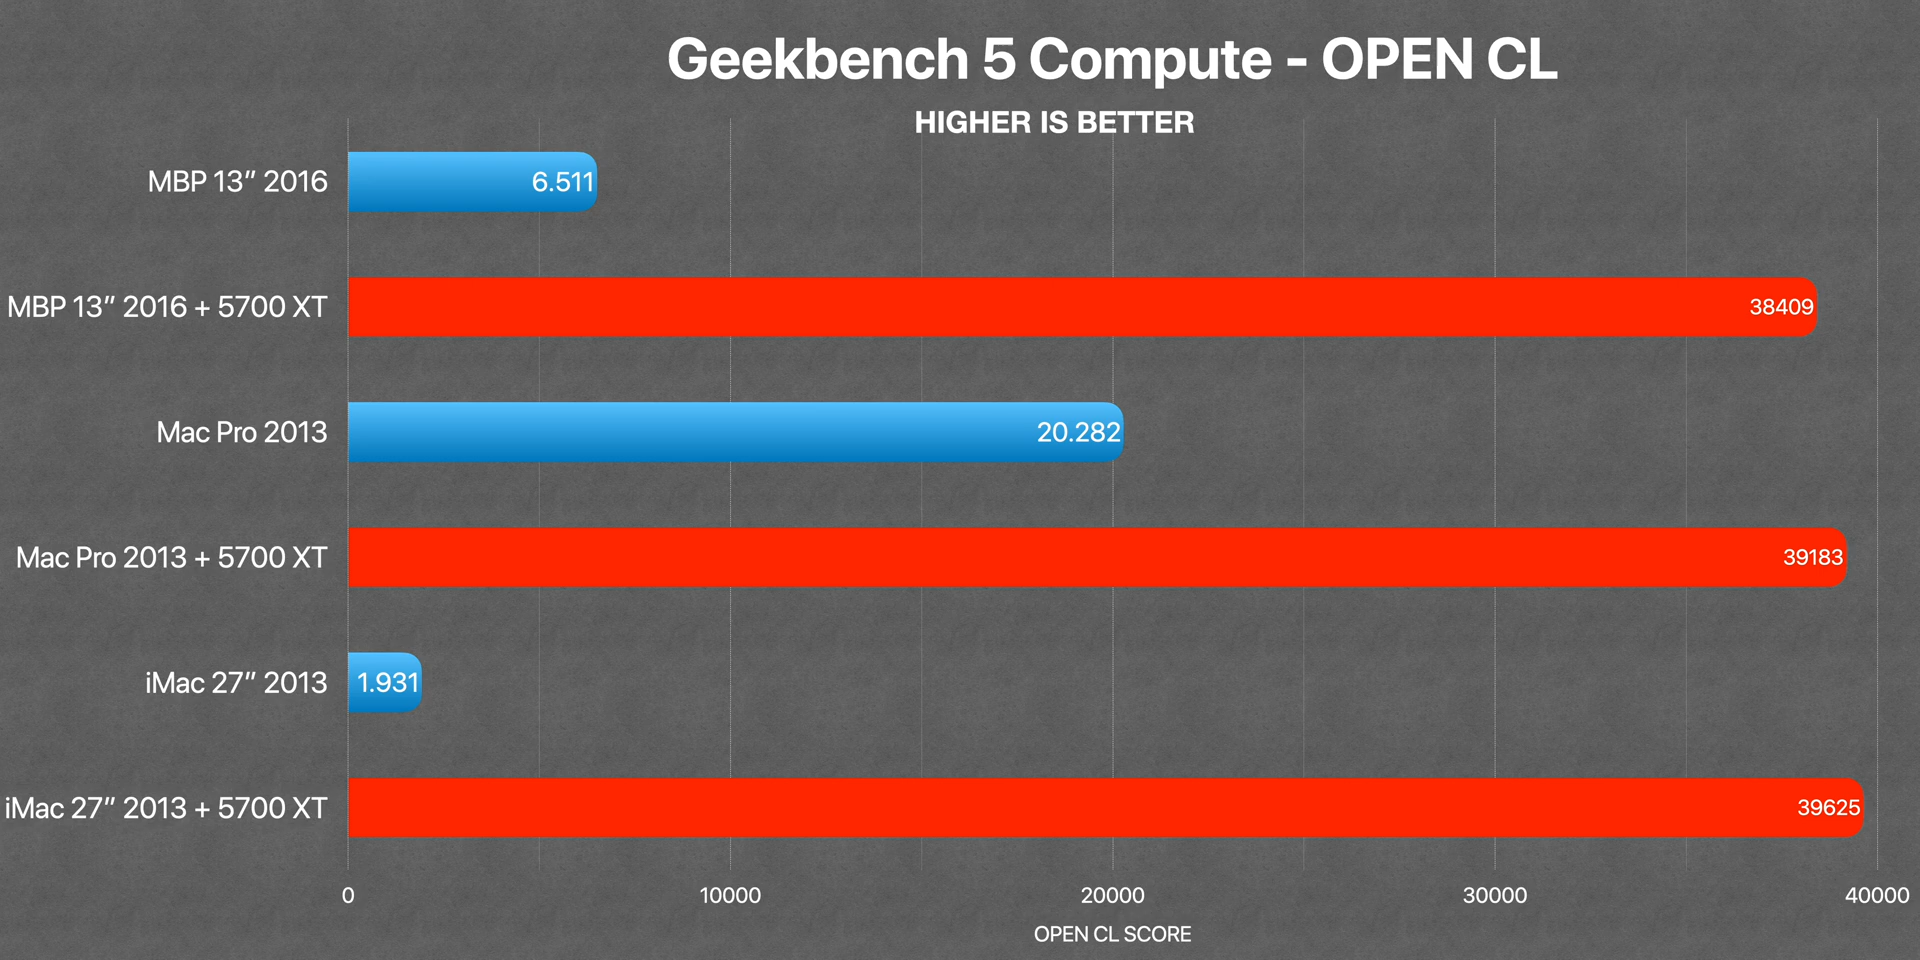 Geekbench 5 Compute - OPEN CL
HIGHER IS BETTER
MBP 13″ 2016
6.511
MBP 13″ 2016 + 5700 XT
38409
Mac Pro 2013
20.282
Mac Pro 2013 + 5700 XT
39183
iMac 27″ 2013
1.931
iMac 27″ 2013 + 5700 XT
39625
0 10000 20000 30000 40000
OPEN CL SCORE